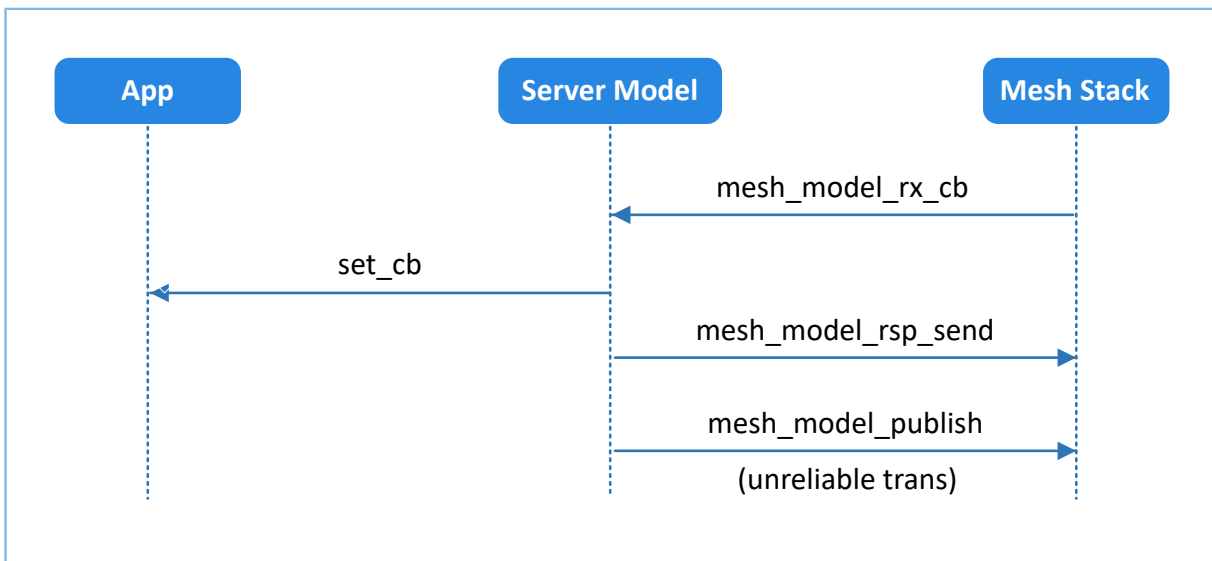 App
Server Model
Mesh Stack
mesh_model_rx_cb
set_cb
mesh_model_rsp_send
mesh_model_publish
(unreliable trans)